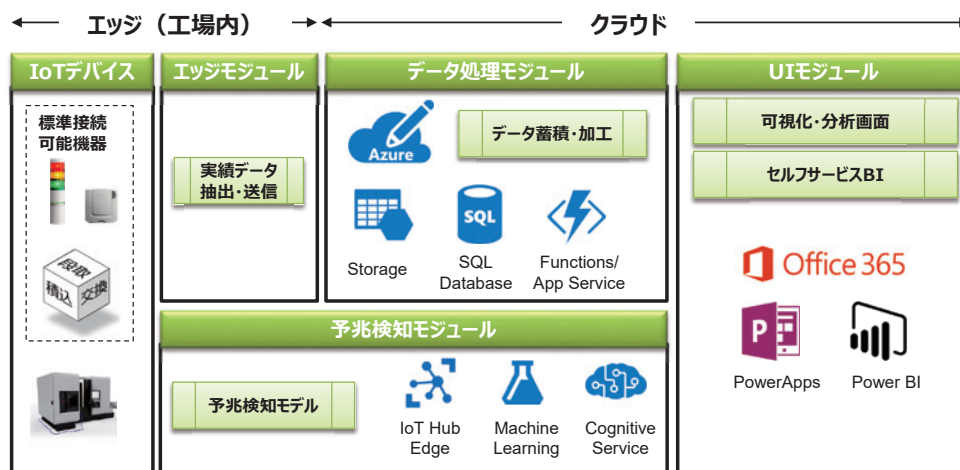 エッジ（工場内）
クラウド
IoTデバイス
エッジモジュール
データ処理モジュール
UIモジュール
標準接続
可能機器
段取
積込
交換
実績データ
抽出・送信
Azure
データ蓄積・加工
Storage
SQL
SQL
Database
Functions/
App Service
可視化・分析画面
セルフサービスBI
Office 365
PowerApps
Power BI
予兆検知モジュール
予兆検知モデル
IoT Hub
Edge
Machine
Learning
Cognitive
Service